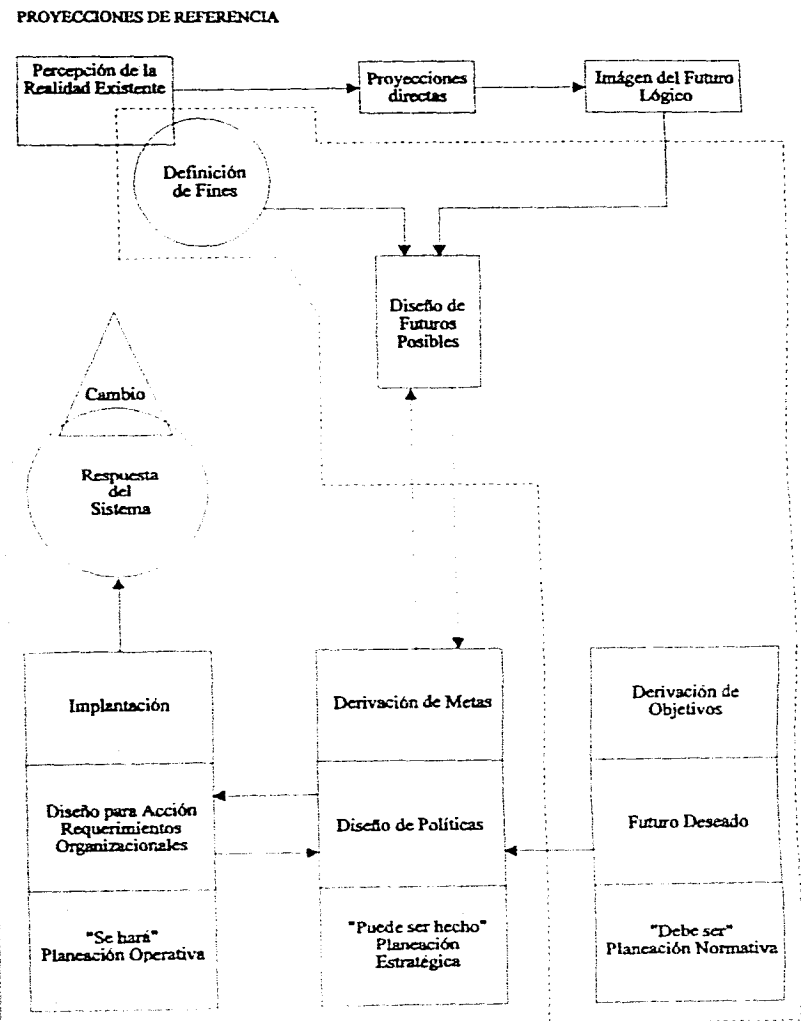 PROYECCIONES DE REFERENCIA
Percepción de la
Realidad Existente
Proyecciones
directas
Imágen del Futuro
Lógico
Definición
de Fines
Diseño de
Futuros
Posibles
Cambio
Respuesta
del
Sistema
Implantación
Derivación de Metas
Derivación de
Objetivos
Diseño para Acción
Requerimientos
Organizacionales
Diseño de Políticas
Futuro Deseado
"Se hará"
Planeación Operativa
"Puede ser hecho"
Planeación
Estratégica
"Debe ser"
Planeación Normativa